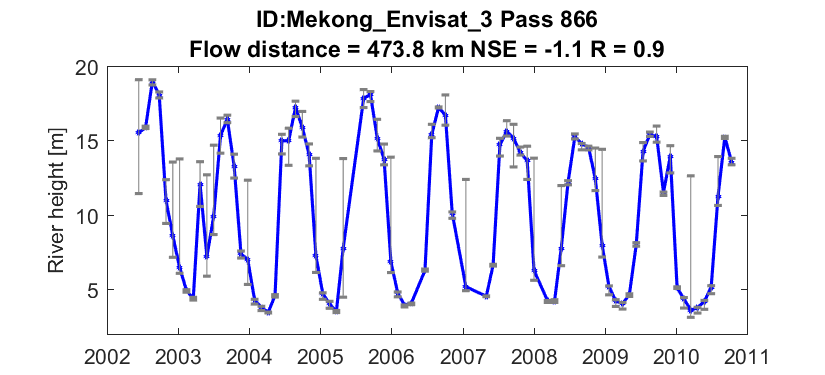 ID:Mekong_Envisat_3 Pass 866
Flow distance = 473.8 km NSE = -1.1 R = 0.9
River height [m]
20
15
10
5
2002 2003 2004 2005 2006 2007 2008 2009 2010 2011